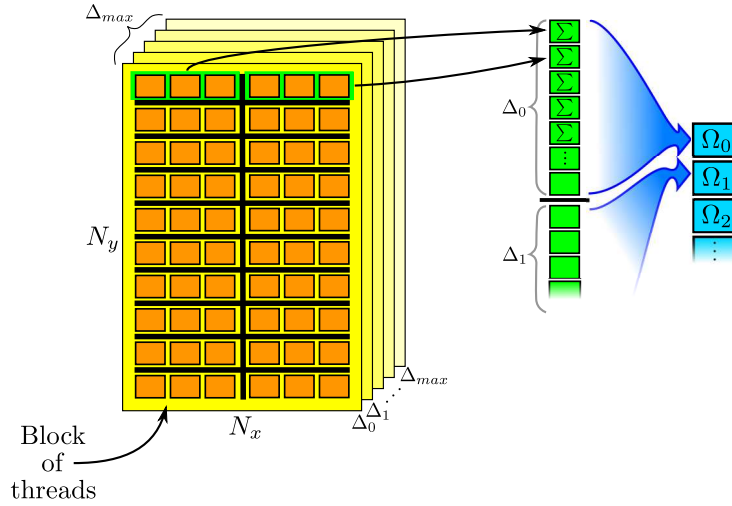 Δmax
Σ
Σ
Σ
Σ
Σ
⋮
Δ0
Ω0
Ω1
Ω2
⋮
Ny
Δ1
Δmax
⋰
Δ1
Δ0
Nx
Block
of
threads